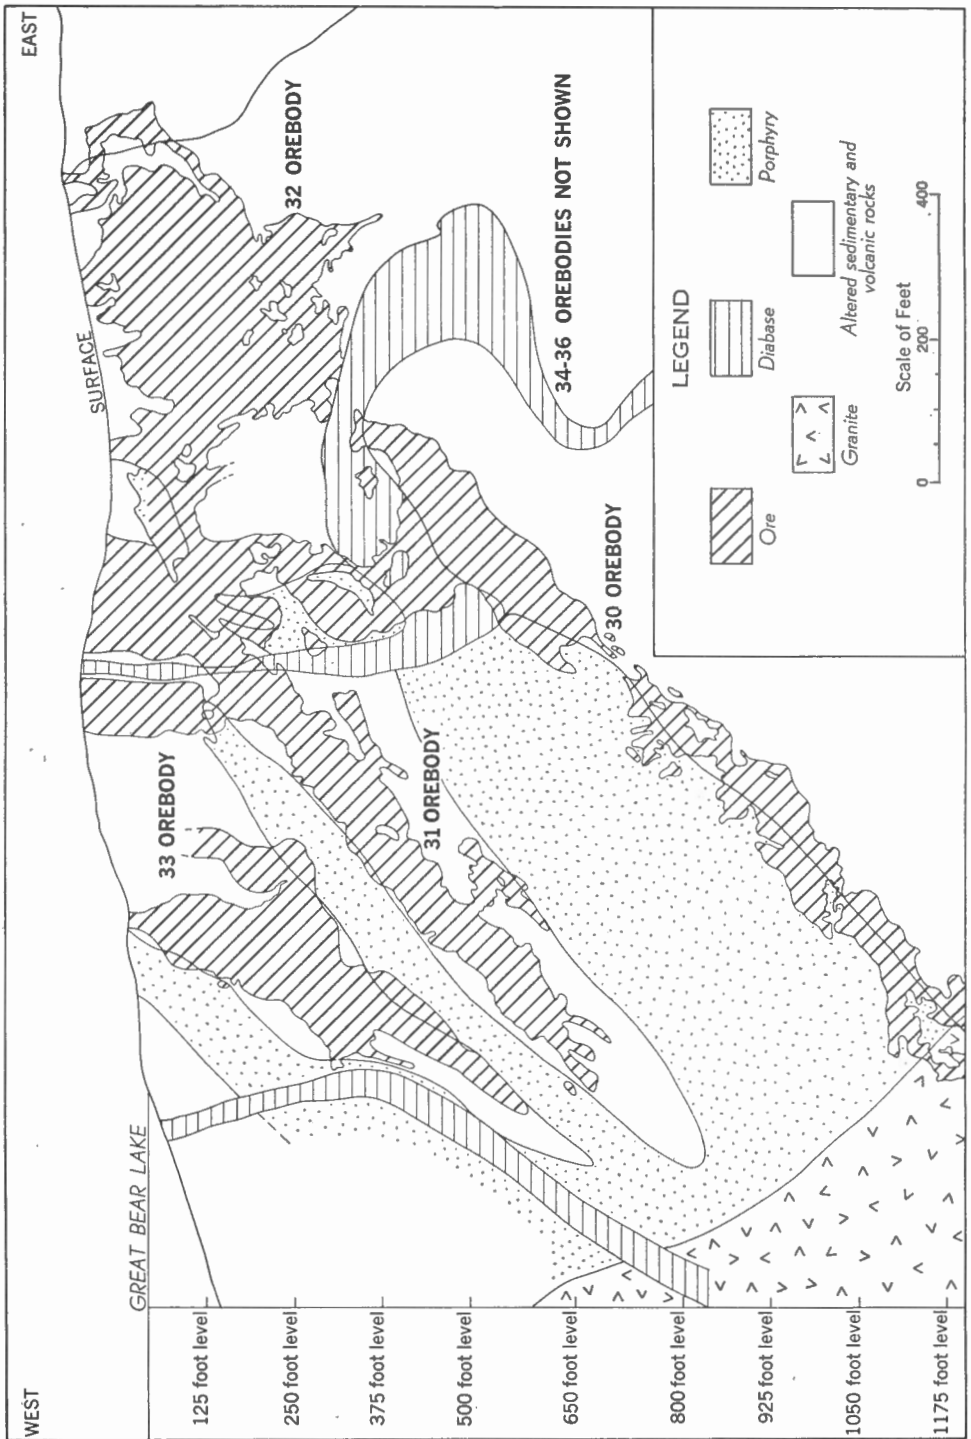 WEST
EAST
GREAT BEAR LAKE
SURFACE
33 OREBODY
32 OREBODY
31 OREBODY
30 OREBODY
34-36 OREBODIES NOT SHOWN
125 foot level
250 foot level
375 foot level
500 foot level
650 foot level
800 foot level
925 foot level
1050 foot level
1175 foot level
LEGEND
Ore
Diabase
Porphyry
Granite
Altered sedimentary and
volcanic rocks
Scale of Feet
0 200 400